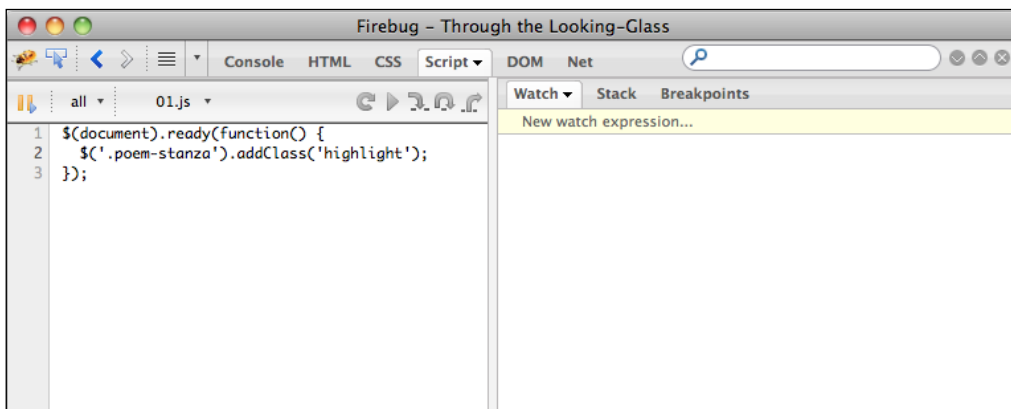 Firebug - Through the Looking-Glass
Console HTML CSS Script DOM Net
all 01.js
Watch Stack Breakpoints
New watch expression...
1 $(document).ready(function() {
2 $('.poem-stanza').addClass('highlight');
3 });